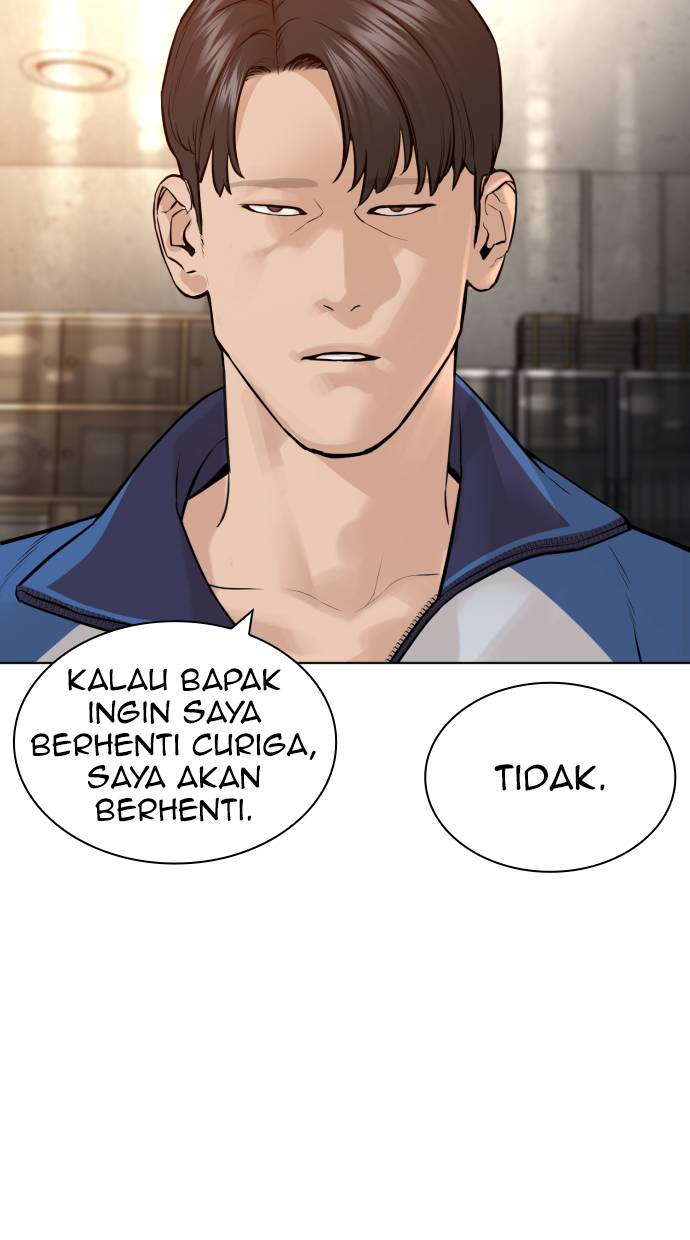 KALAU BAPAK
INGIN SAYA
BERHENTI CURIGA,
SAYA AKAN
BERHENTI.
TIDAK.